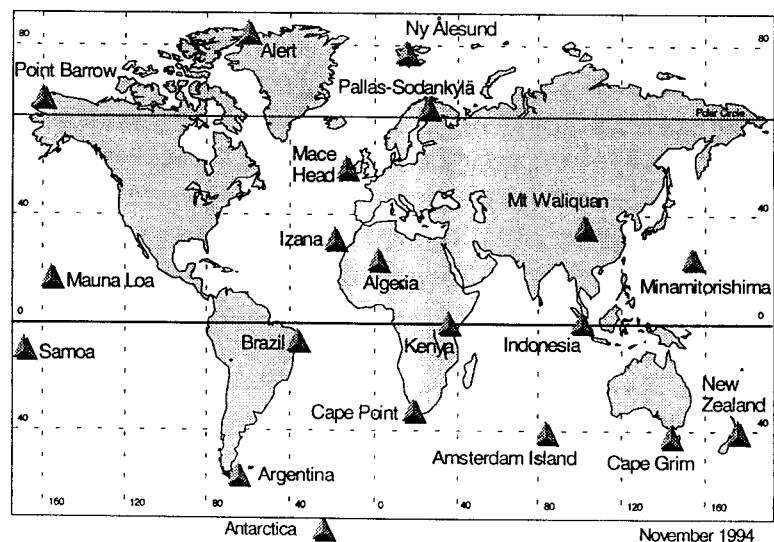 Ny Ålesund
80
Alert
Point Barrow
Pallas-Sodankylä
Polar Circle
Mace
Head
Mt Waliquan
40
Izana
Algeria
Mauna Loa
Minamitorishima
0
0
Samoa
Brazil
Kenya
Indonesia
New
Zealand
Cape Point
40
40
Amsterdam Island
Cape Grim
Argentina
160
120
80
40
0
40
80
120
160
Antarctica
November 1994